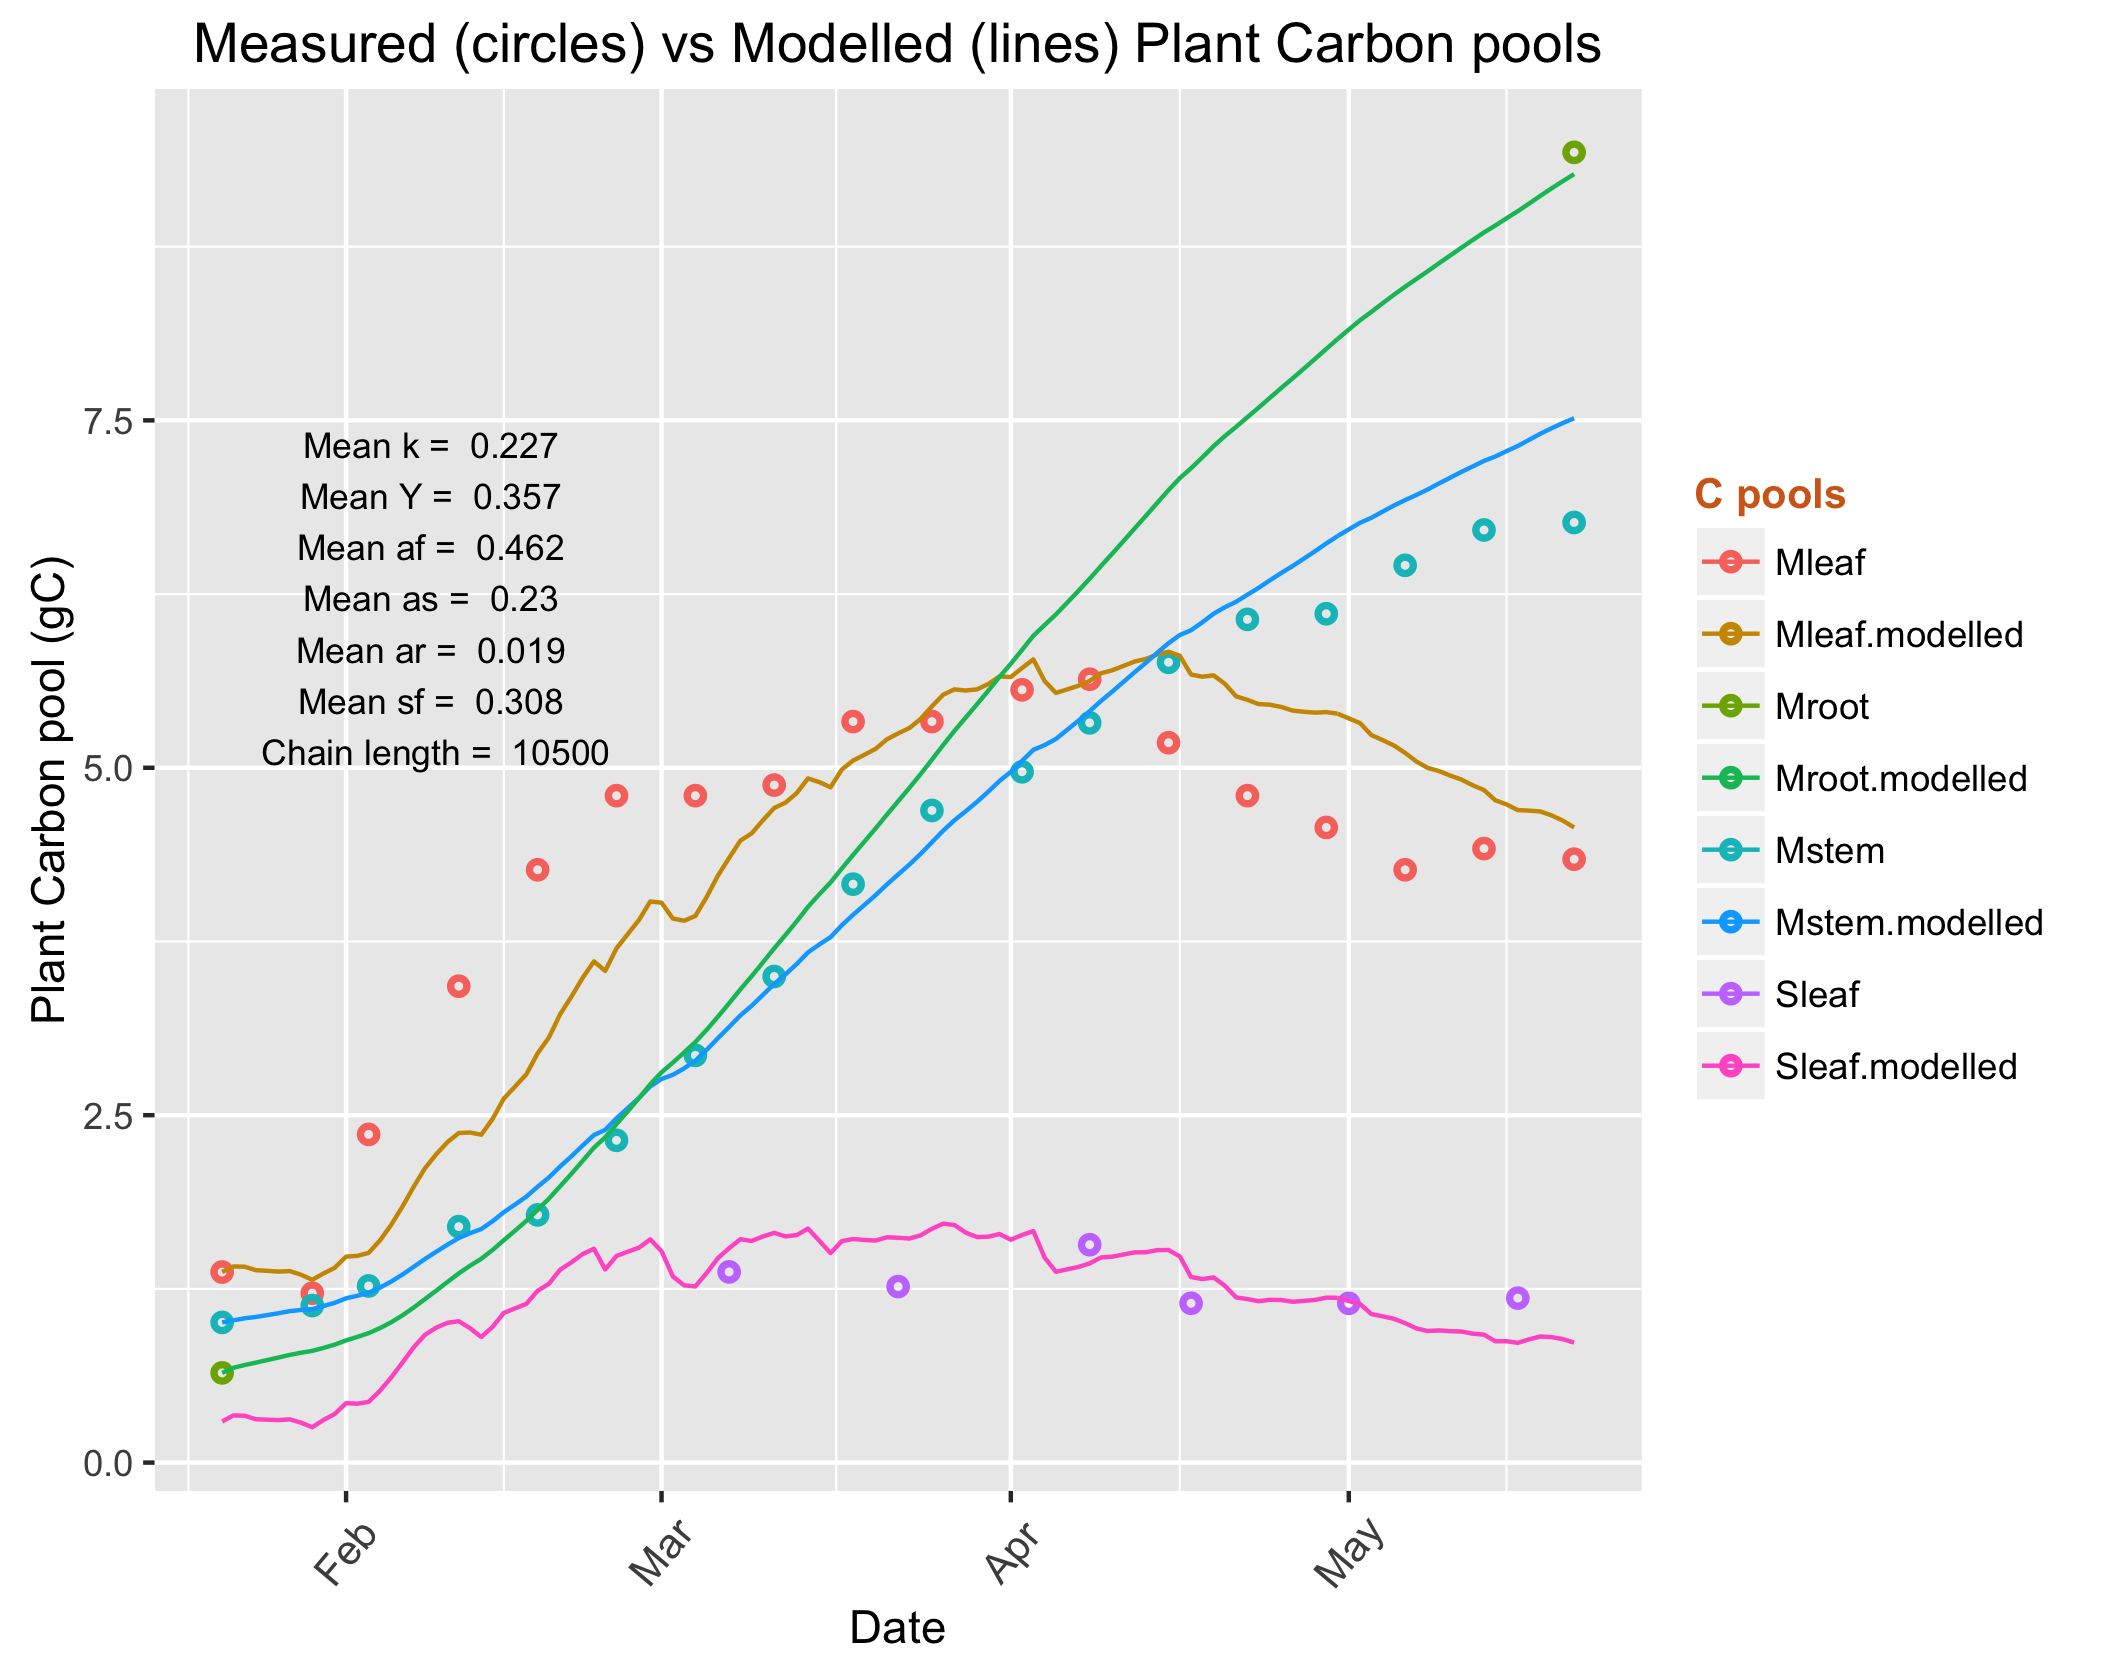 Measured (circles) vs Modelled (lines) Plant Carbon pools
Plant Carbon pool (gC)
7.5
5.0
2.5
0.0
Mean k = 0.227
Mean Y = 0.357
Mean af = 0.462
Mean as = 0.23
Mean ar = 0.019
Mean sf = 0.308
Chain length = 10500
Feb
Mar
Apr
May
Date
C pools
Mleaf
Mleaf.modelled
Mroot
Mroot.modelled
Mstem
Mstem.modelled
Sleaf
Sleaf.modelled